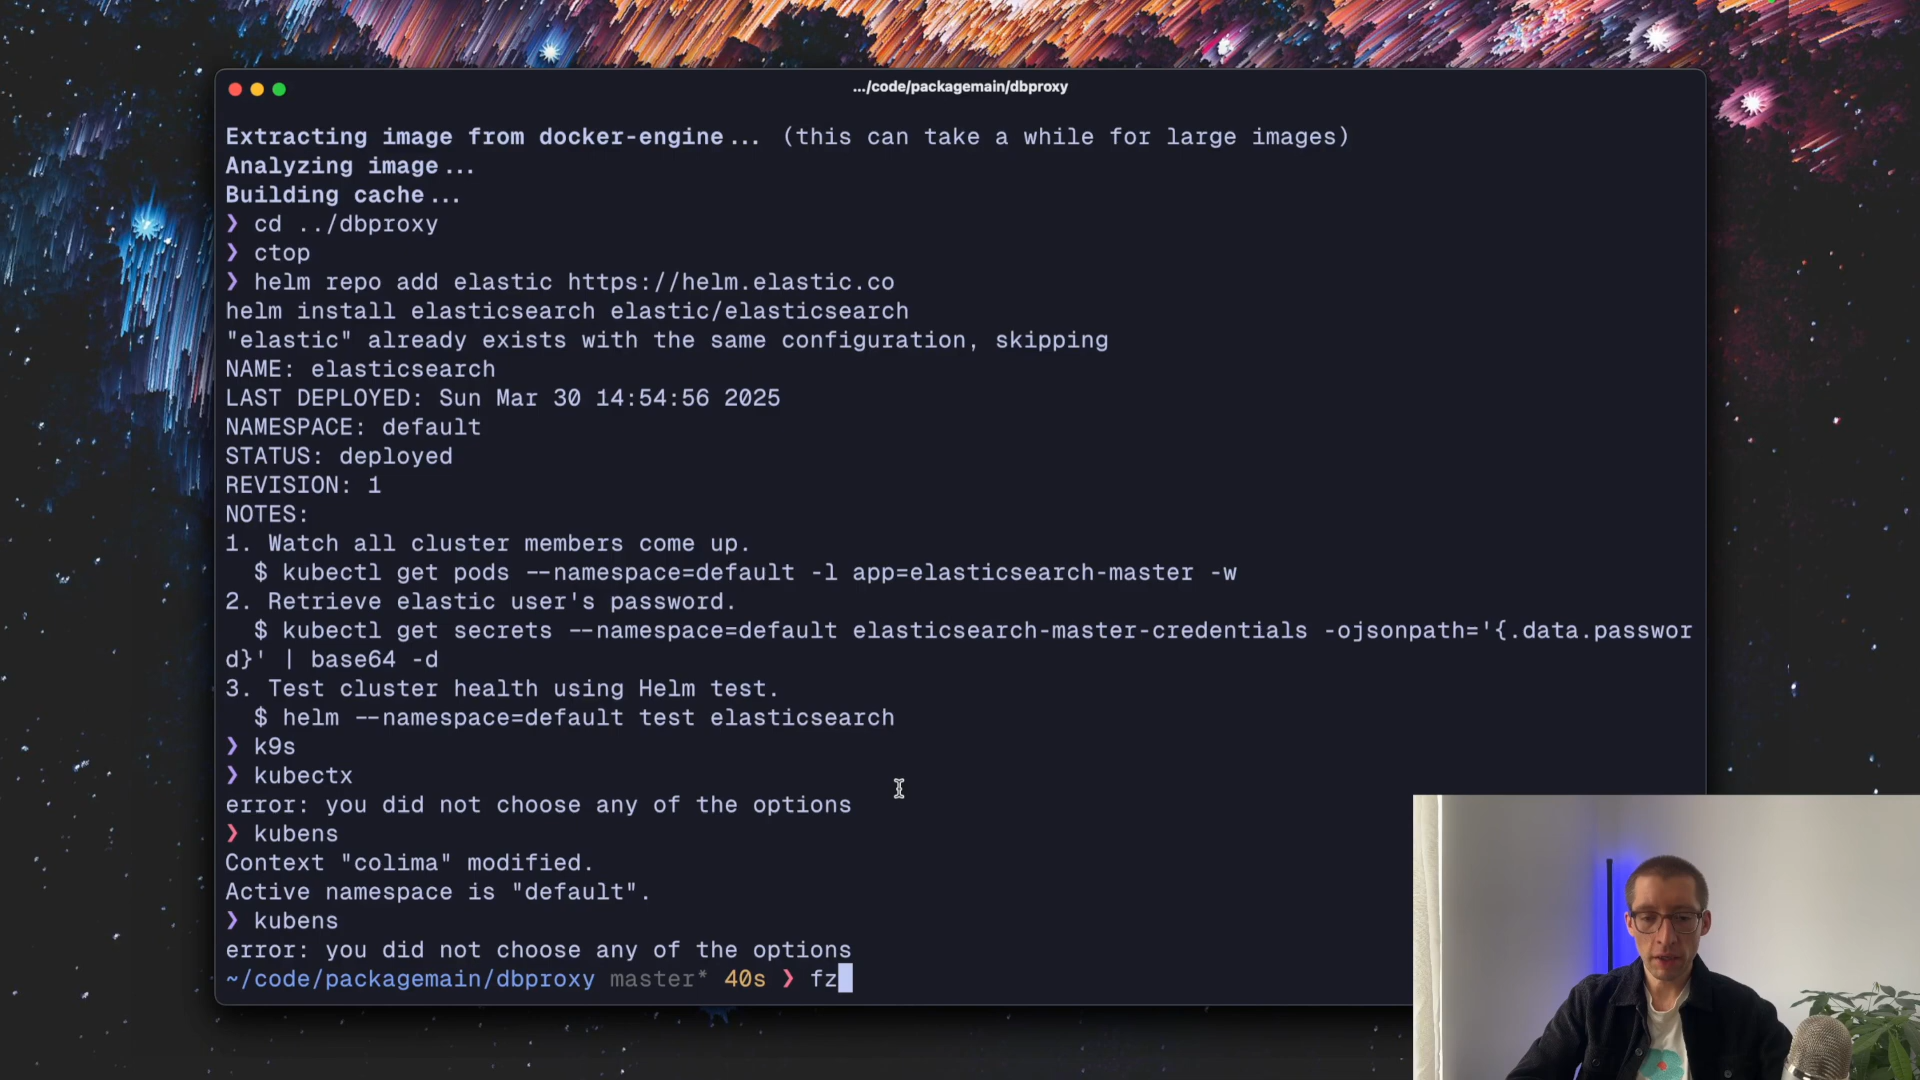 .../code/packagemain/dbproxy
Extracting image from docker-engine... (this can take a while for large images)
Analyzing image...
Building cache...
❯ cd ../dbproxy
❯ ctop
❯ helm repo add elastic https://helm.elastic.co
helm install elasticsearch elastic/elasticsearch
"elastic" already exists with the same configuration, skipping
NAME: elasticsearch
LAST DEPLOYED: Sun Mar 30 14:54:56 2025
NAMESPACE: default
STATUS: deployed
REVISION: 1
NOTES:
1. Watch all cluster members come up.
  $ kubectl get pods --namespace=default -l app=elasticsearch-master -w
2. Retrieve elastic user's password.
  $ kubectl get secrets --namespace=default elasticsearch-master-credentials -ojsonpath='{.data.passwor
d}' | base64 -d
3. Test cluster health using Helm test.
  $ helm --namespace=default test elasticsearch
❯ k9s
❯ kubectx
error: you did not choose any of the options
❯ kubens
Context "colima" modified.
Active namespace is "default".
❯ kubens
error: you did not choose any of the options
~/code/packagemain/dbproxy master* 40s ❯ fz